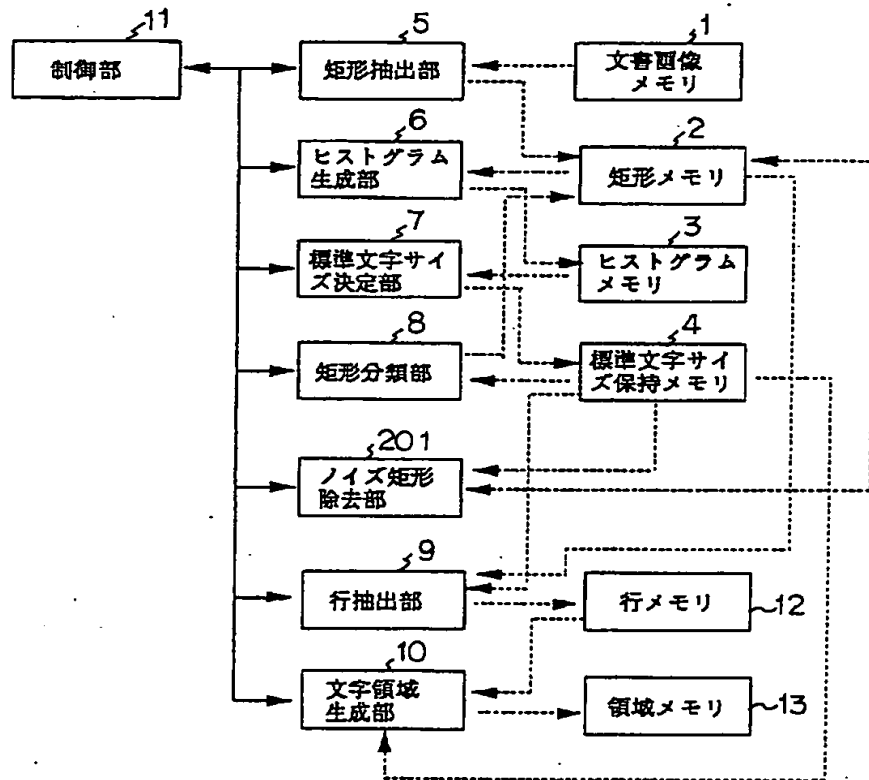 11
制御部
5
矩形抽出部
1
文書画像
メモリ
6
ヒストグラム
生成部
2
矩形メモリ
7
標準文字サイ
ズ決定部
3
ヒストグラム
メモリ
8
矩形分類部
4
標準文字サイ
ズ保持メモリ
201
ノイズ矩形
除去部
9
行抽出部
行メモリ
12
10
文字領域
生成部
領域メモリ
13